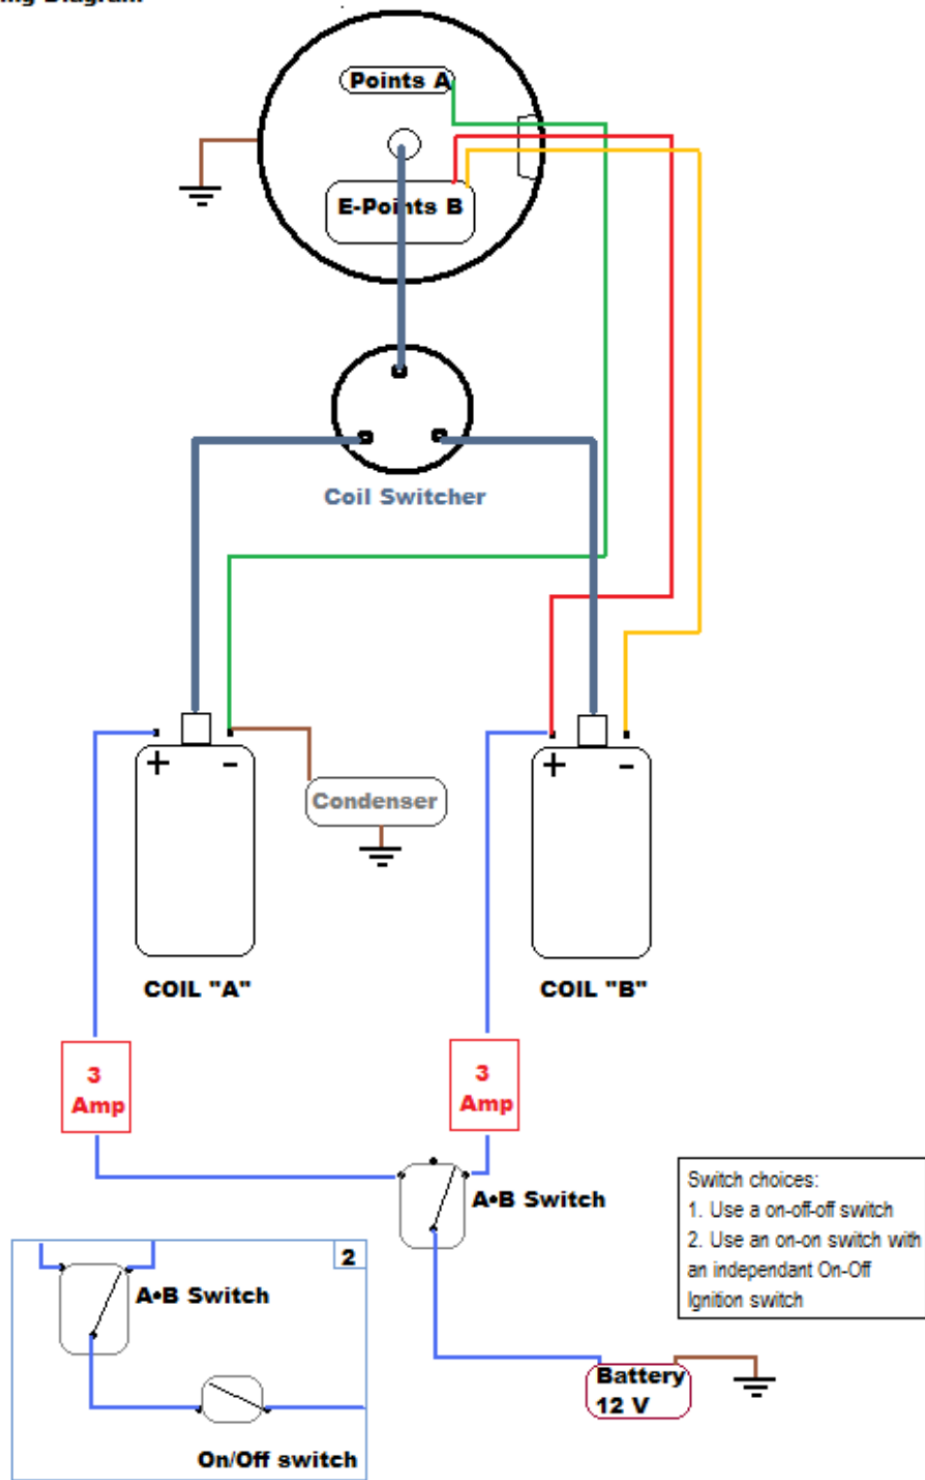 Diagram
Points A
E-Points B
Coil Switcher
+ -
+ -
Condenser
COIL "A"
COIL "B"
3
Amp
3
Amp
A•B Switch
Switch choices:
1. Use a on-off-off switch
2. Use an on-on switch with
an independant On-Off
Ignition switch
2
A•B Switch
On/Off switch
Battery
12 V